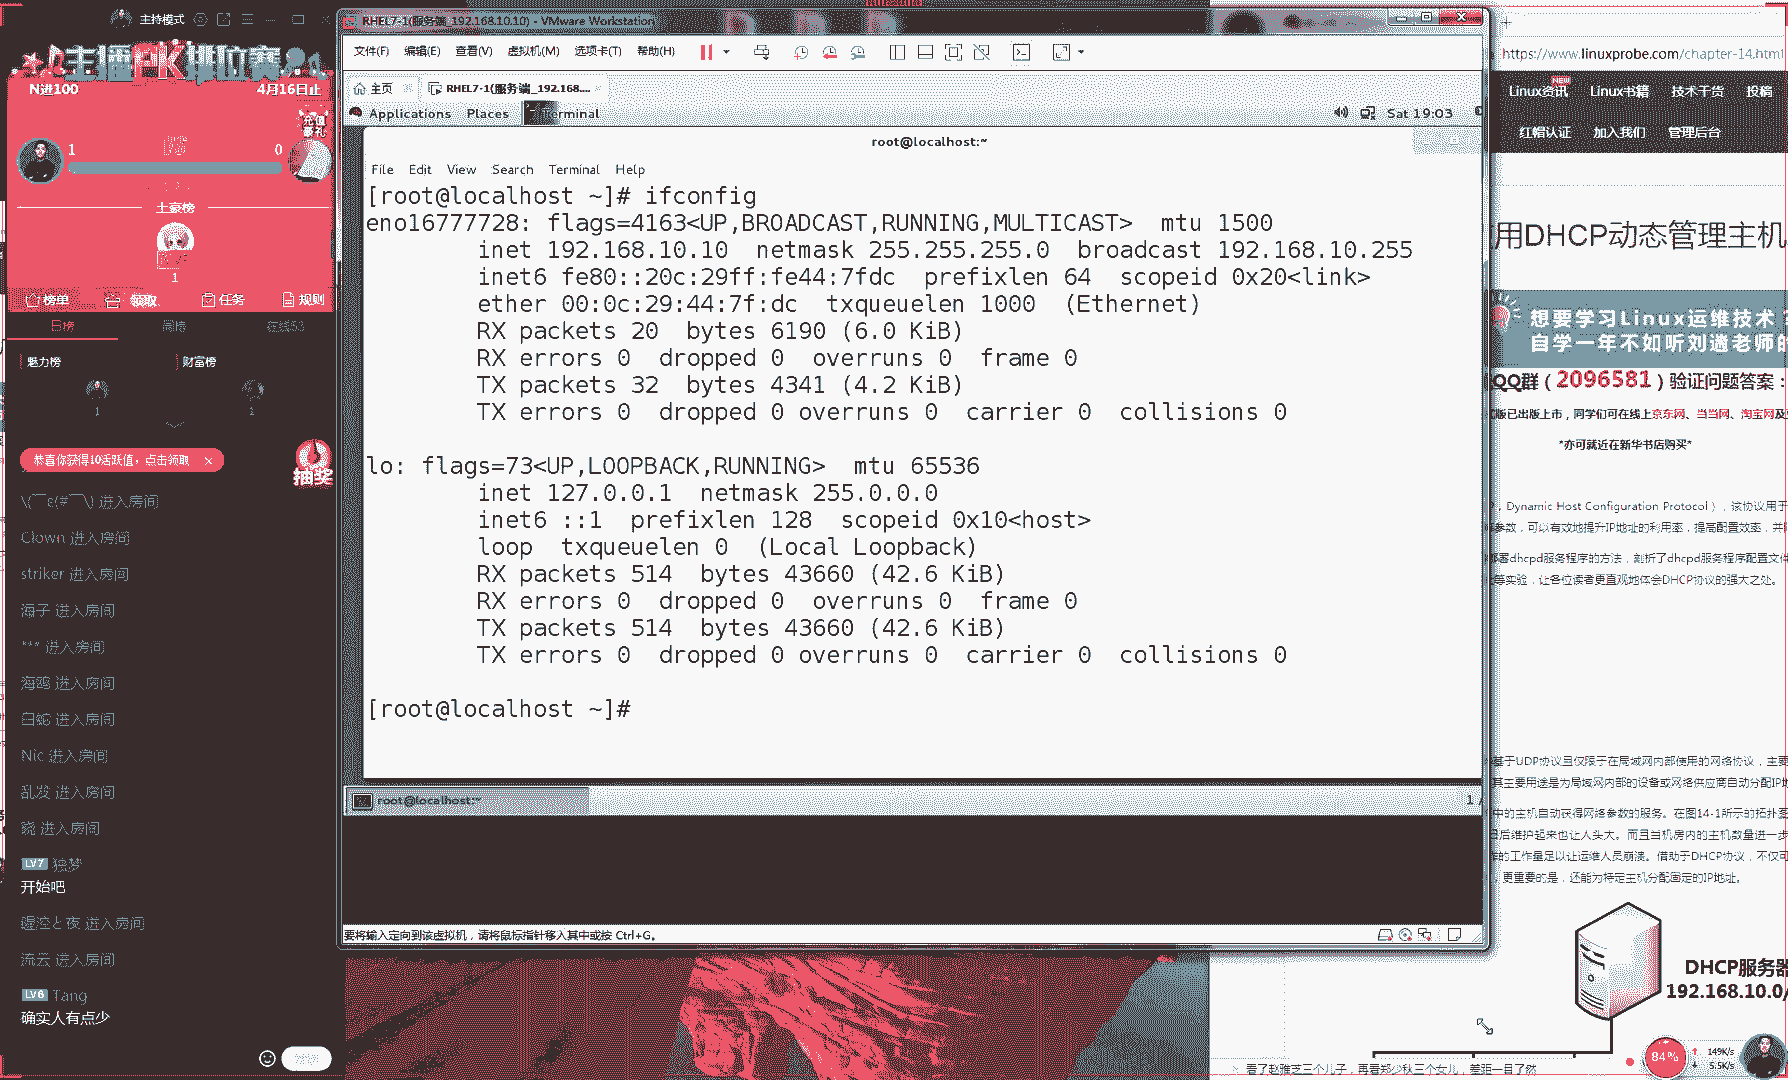 主持模式
主播PK排位赛
N进100
4月16日止
充值
豪礼
1
0
土豪榜
1
榜单
领取
任务
规则
日榜
周榜
在线53
魅力榜
财富榜
1
恭喜你获得10活跃值，点击领取 ×
抽奖
进入房间
Clown 进入房间
striker 进入房间
海子 进入房间
*** 进入房间
海鸥 进入房间
白蛇 进入房间
Nic 进入房间
乱发 进入房间
晓 进入房间
LV7 独梦
开始吧
と夜 进入房间
流云 进入房间
LV6 Tang
确实人有点少
RHEL7-1(服务端_192.168.10.10) - VMware Workstation
文件(F) 编辑(E) 查看(V) 虚拟机(M) 选项卡(T) 帮助(H)
主页
RHEL7-1(服务端_192.168....
Applications Places Terminal
Sat 19:03
root@localhost:~
File Edit View Search Terminal Help
[root@localhost ~]# ifconfig
eno16777728: flags=4163<UP,BROADCAST,RUNNING,MULTICAST>  mtu 1500
inet 192.168.10.10  netmask 255.255.255.0  broadcast 192.168.10.255
inet6 fe80::20c:29ff:fe44:7fdc  prefixlen 64  scopeid 0x20<link>
ether 00:0c:29:44:7f:dc  txqueuelen 1000  (Ethernet)
RX packets 20  bytes 6190 (6.0 KiB)
RX errors 0  dropped 0  overruns 0  frame 0
TX packets 32  bytes 4341 (4.2 KiB)
TX errors 0  dropped 0 overruns 0  carrier 0  collisions 0
lo: flags=73<UP,LOOPBACK,RUNNING>  mtu 65536
inet 127.0.0.1  netmask 255.0.0.0
inet6 ::1  prefixlen 128  scopeid 0x10<host>
loop  txqueuelen 0  (Local Loopback)
RX packets 514  bytes 43660 (42.6 KiB)
RX errors 0  dropped 0  overruns 0  frame 0
TX packets 514  bytes 43660 (42.6 KiB)
TX errors 0  dropped 0 overruns 0  carrier 0  collisions 0
[root@localhost ~]#
root@localhost:~
1 /
要将输入定向到该虚拟机，请将鼠标指针移入其中或按 Ctrl+G。
https://www.linuxprobe.com/chapter-14.html
NEW
Linux资讯 Linux书籍 技术干货 投稿
红帽认证 加入我们 管理后台
用DHCP动态管理主机
想要学习Linux运维技术
自学一年不如听刘遄老师的
QQ群（2096581）验证问题答案：
版已出版上市，同学们可在线上京东网、当当网、淘宝网及
*亦可就近在新华书店购买*
，Dynamic Host Configuration Protocol），该协议用于
参数，可以有效地提升IP地址的利用率，提高配置效率，并
部署dhcpd服务程序的方法，剖析了dhcpd服务程序配置文件
等实验，让各位读者更直观地体会DHCP协议的强大之处。
基于UDP协议且仅限于在局域网内部使用的网络协议，主要
其主要用途是为局域网内部的设备或网络供应商自动分配IP地
中的主机自动获得网络参数的服务。在图14-1所示的拓扑图
后维护起来也让人头大。而且当机房内的主机数量进一步
的工作量足以让运维人员崩溃。借助于DHCP协议，不仅可
，更重要的是，还能为特定主机分配固定的IP地址。
DHCP服务器
192.168.10.0/
84%
149K/s
5.5K/s
看了赵雅芝三个儿子，再看郑少秋三个女儿，差距一目了然